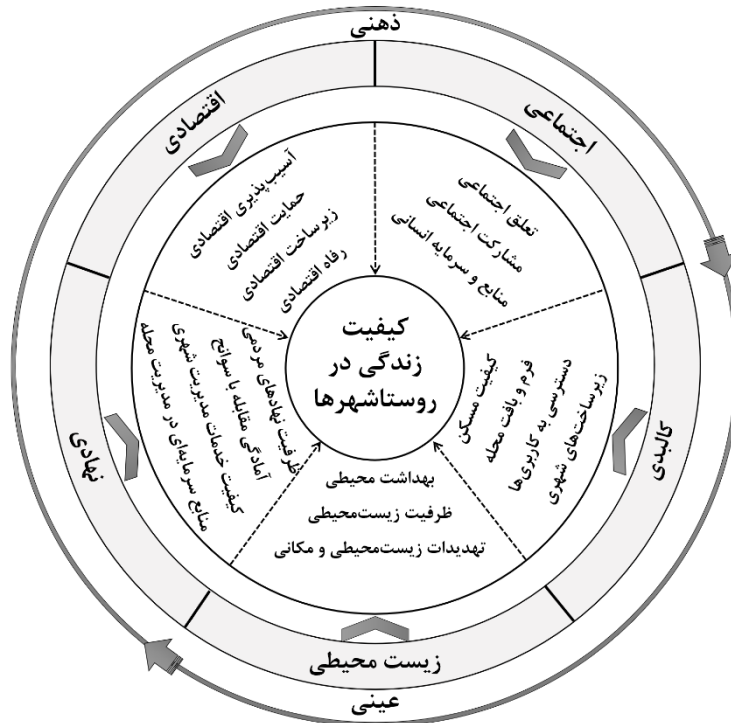 ذهنی
اجتماعی
تعلق اجتماعی
مشارکت اجتماعی
منابع و سرمایه انسانی
اقتصادی
آسیب‌پذیری اقتصادی
حمایت اقتصادی
زیرساخت اقتصادی
رفاه اقتصادی
کیفیت
زندگی در
روستاشهرها
کالبدی
کیفیت مسکن
فرم و بافت محله
دسترسی به کاربری‌ها
زیرساخت‌های شهری
نهادی
ظرفیت نهادهای مردمی
آمادگی مقابله با سوانح
کیفیت خدمات مدیریت شهری
منابع سرمایه‌ای در مدیریت محله
بهداشت محیطی
ظرفیت زیست‌محیطی
تهدیدات زیست‌محیطی و مکانی
زیست محیطی
عینی